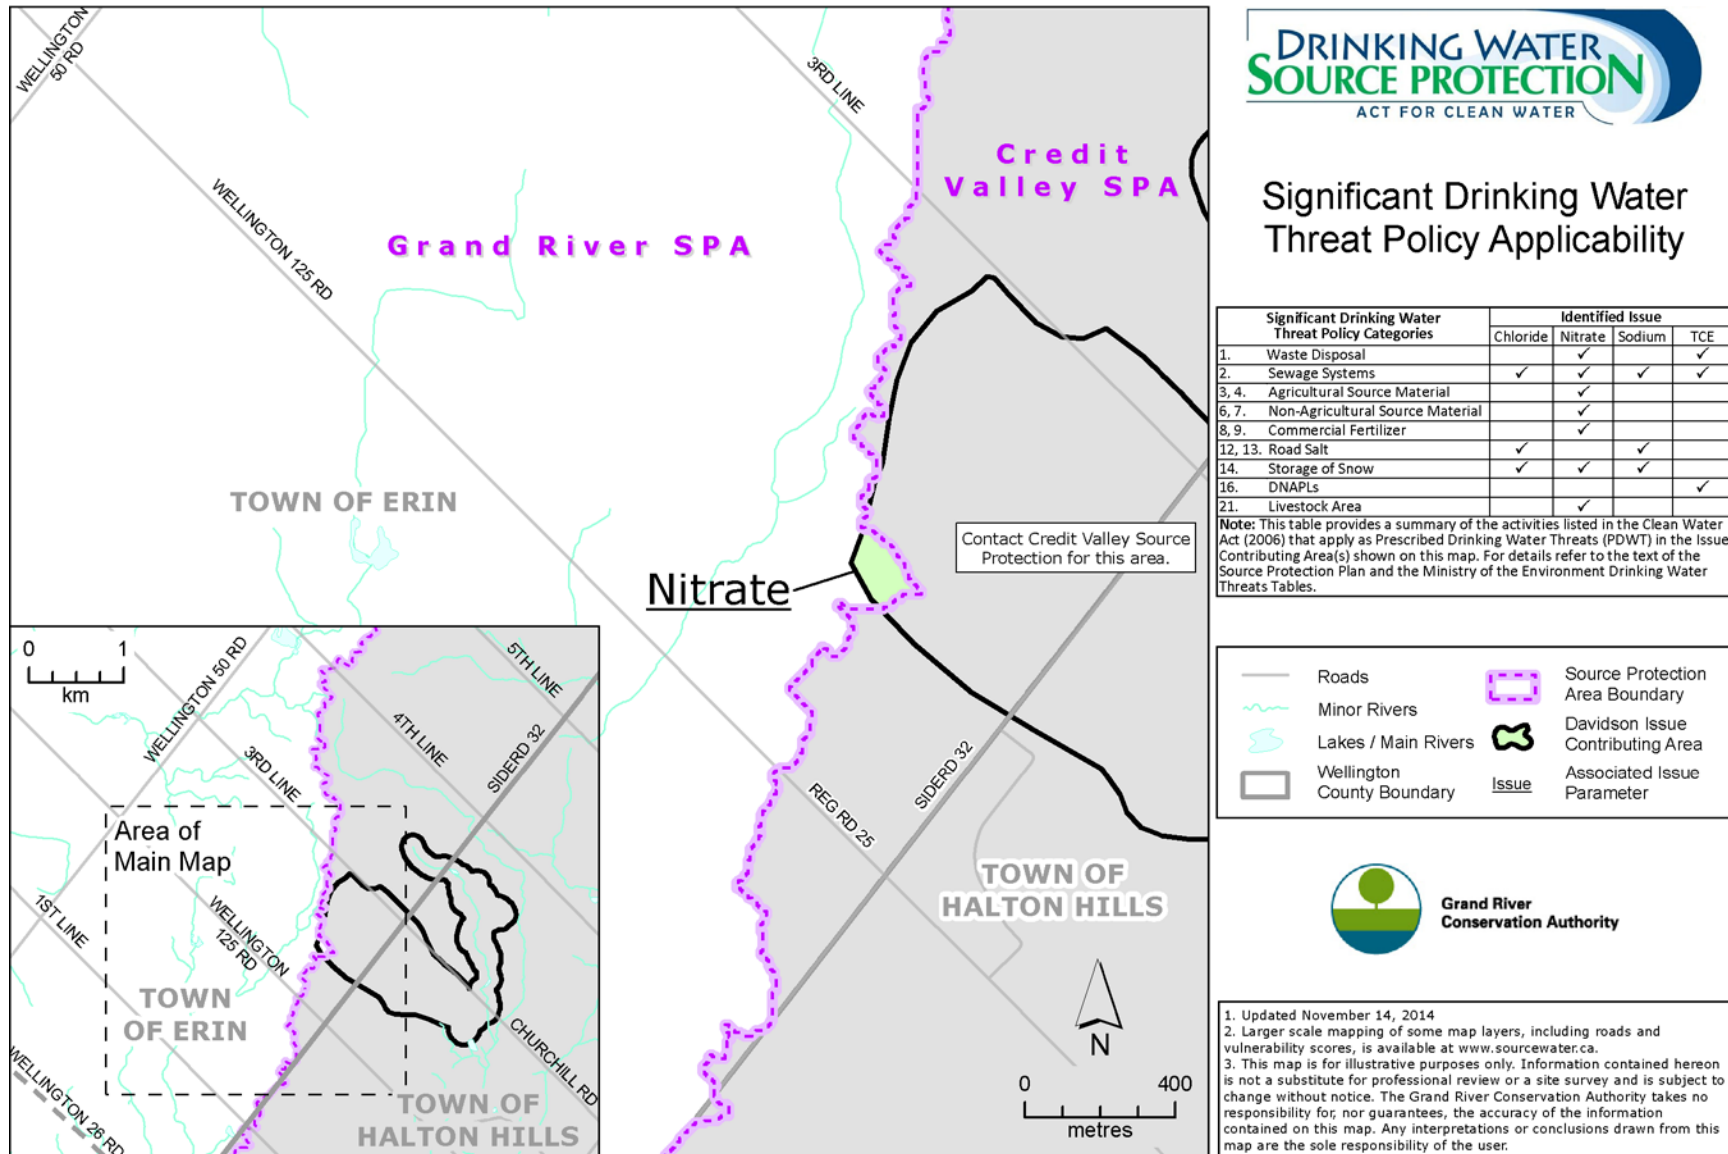 WELLINGTON
50 RD
3RD LINE
Credit
Valley SPA
WELLINGTON 125 RD
Grand River SPA
TOWN OF ERIN
Contact Credit Valley Source
Protection for this area.
Nitrate
REG RD 25
SIDERD 32
TOWN OF
HALTON HILLS
N
0 400
metres
0 1
km
WELLINGTON 50 RD
5TH LINE
4TH LINE
3RD LINE
SIDERD 32
Area of
Main Map
1ST LINE
WELLINGTON
125 RD
TOWN
OF ERIN
CHURCHILL RD
WELLINGTON 26 RD
TOWN OF
HALTON HILLS
DRINKING WATER
SOURCE PROTECTION
ACT FOR CLEAN WATER
Significant Drinking Water
Threat Policy Applicability
Significant Drinking Water
Threat Policy Categories
Identified Issue
Chloride Nitrate Sodium TCE
1. Waste Disposal ✓ ✓
2. Sewage Systems ✓ ✓ ✓ ✓
3, 4. Agricultural Source Material ✓
6, 7. Non-Agricultural Source Material ✓
8, 9. Commercial Fertilizer ✓
12, 13. Road Salt ✓ ✓
14. Storage of Snow ✓ ✓ ✓
16. DNAPLs ✓
21. Livestock Area ✓
Note: This table provides a summary of the activities listed in the Clean Water
Act (2006) that apply as Prescribed Drinking Water Threats (PDWT) in the Issue
Contributing Area(s) shown on this map. For details refer to the text of the
Source Protection Plan and the Ministry of the Environment Drinking Water
Threats Tables.
Roads
Minor Rivers
Lakes / Main Rivers
Wellington
County Boundary
Source Protection
Area Boundary
Davidson Issue
Contributing Area
Issue Associated Issue
Parameter
Grand River
Conservation Authority
1. Updated November 14, 2014
2. Larger scale mapping of some map layers, including roads and
vulnerability scores, is available at www.sourcewater.ca.
3. This map is for illustrative purposes only. Information contained hereon
is not a substitute for professional review or a site survey and is subject to
change without notice. The Grand River Conservation Authority takes no
responsibility for, nor guarantees, the accuracy of the information
contained on this map. Any interpretations or conclusions drawn from this
map are the sole responsibility of the user.